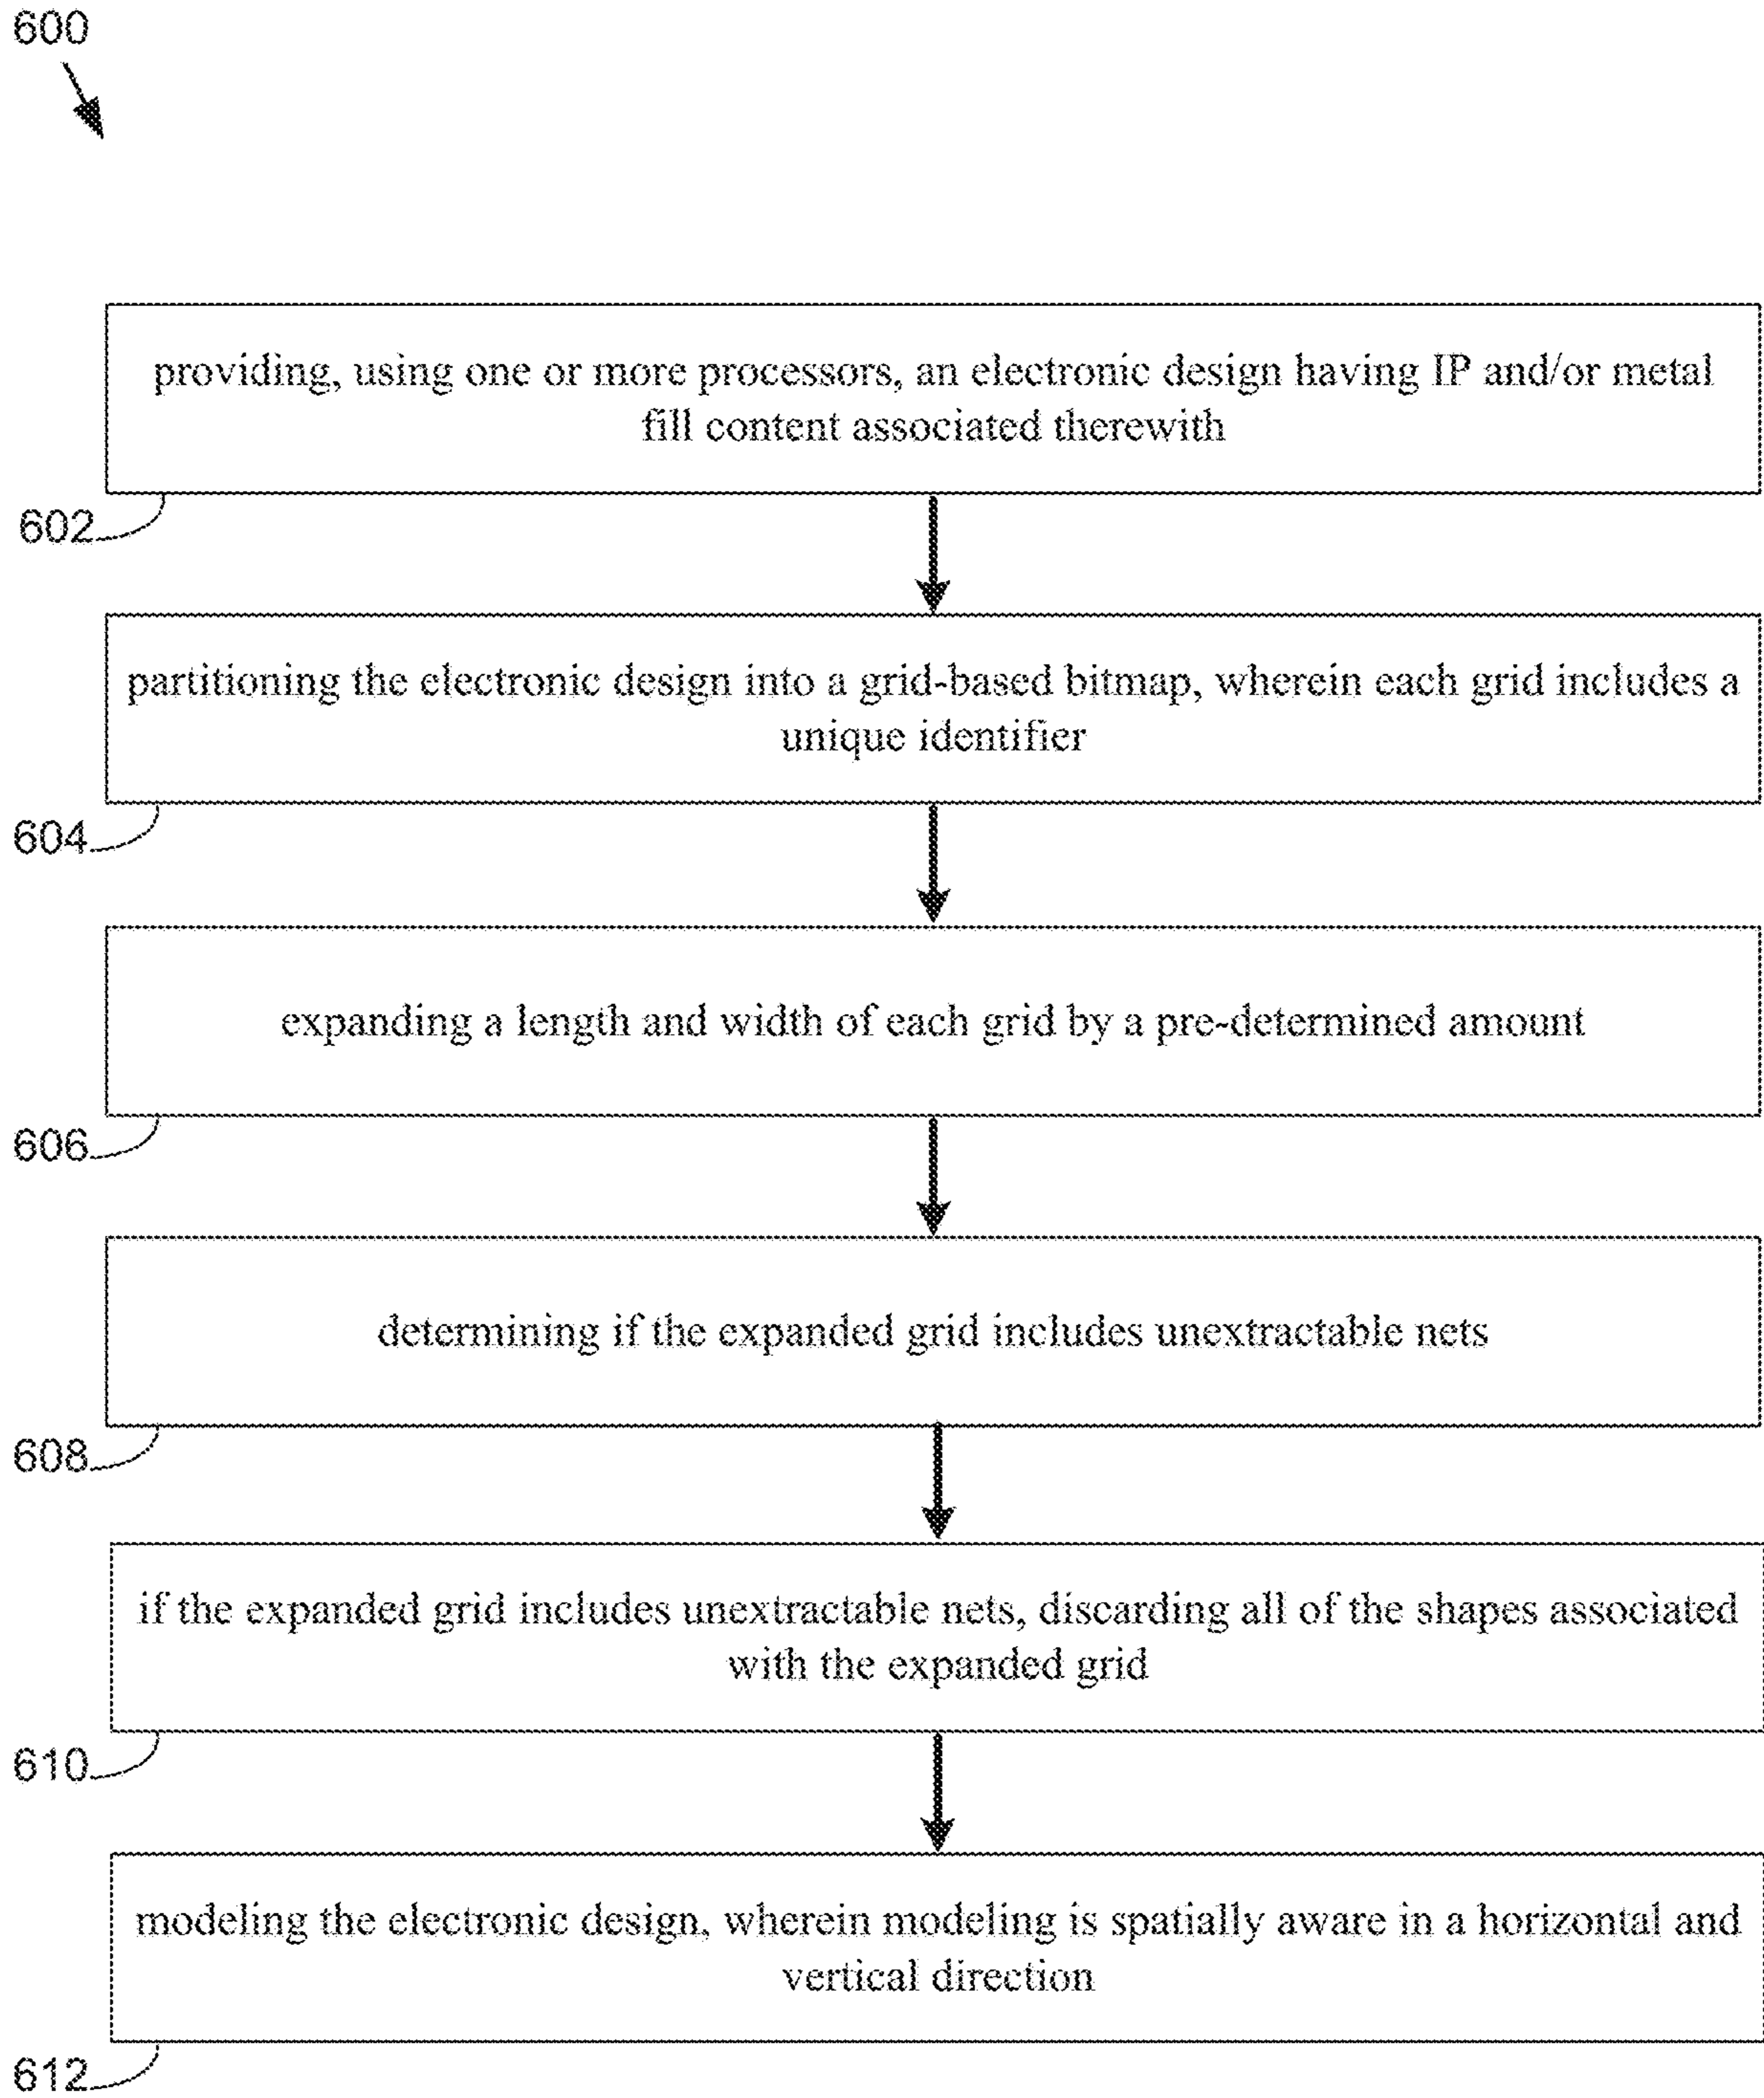 600
providing, using one or more processors, an electronic design having IP and/or metal
fill content associated therewith
602
partitioning the electronic design into a grid-based bitmap, wherein each grid includes a
unique identifier
604
expanding a length and width of each grid by a pre-determined amount
606
determining if the expanded grid includes unextractable nets
608
if the expanded grid includes unextractable nets, discarding all of the shapes associated
with the expanded grid
610
modeling the electronic design, wherein modeling is spatially aware in a horizontal and
vertical direction
612